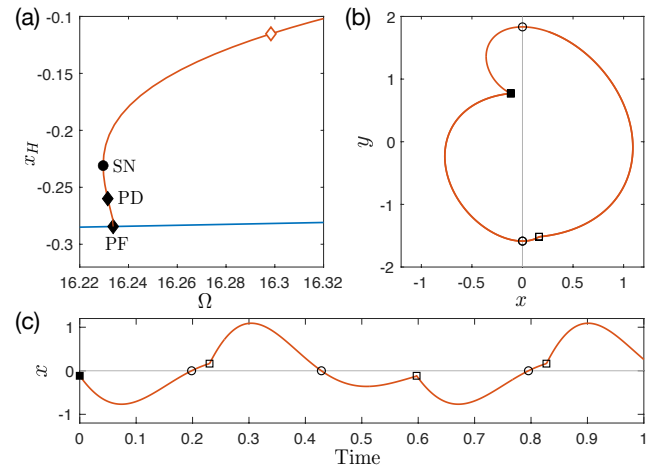 (a)
-0.1
-0.15
-0.2
-0.25
-0.3
x_H
SN
PD
PF
16.22 16.24 16.26 16.28 16.3 16.32
Ω
(b)
2
1
0
-1
-2
y
-1 -0.5 0 0.5 1
x
(c)
1
0
-1
x
0 0.1 0.2 0.3 0.4 0.5 0.6 0.7 0.8 0.9 1
Time